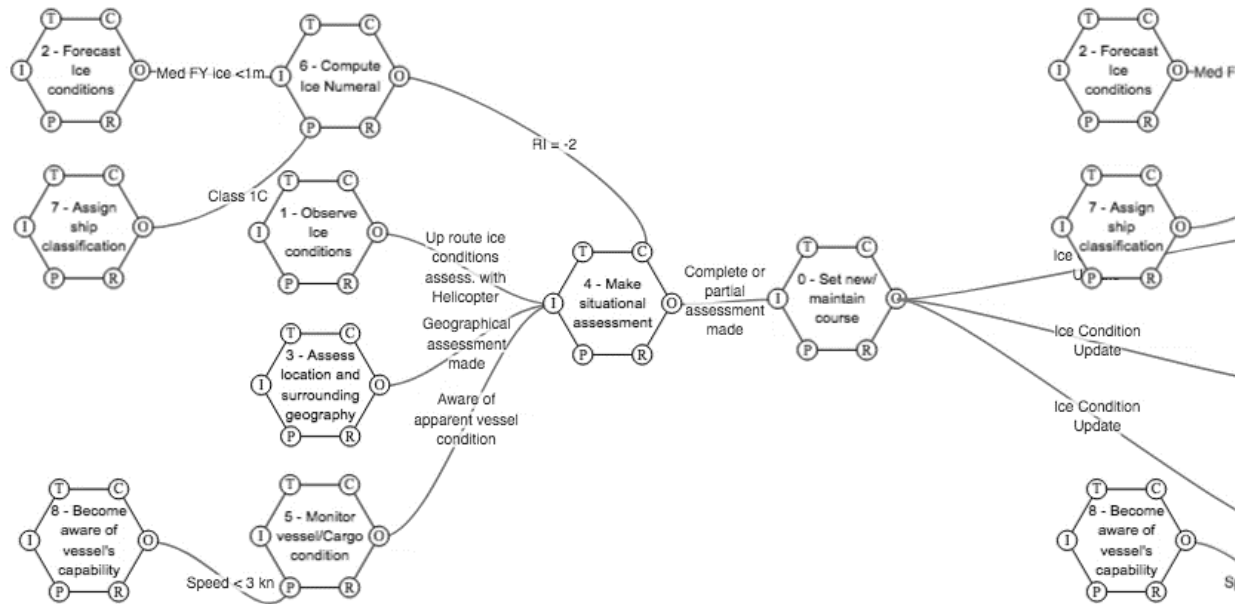 T C
2 - Forecast
Ice
conditions
I O
P R
Med FY ice <1m
T C
6 - Compute
Ice Numeral
I O
P R
RI = -2
T C
7 - Assign
ship
classification
I O
P R
Class 1C
T C
1 - Observe
Ice
conditions
I O
P R
Up route ice
conditions
assess. with
Helicopter
T C
3 - Assess
location and
surrounding
geography
I O
P R
Geographical
assessment
made
T C
8 - Become
aware of
vessel's
capability
I O
P R
Speed < 3 kn
T C
5 - Monitor
vessel/Cargo
condition
I O
P R
Aware of
apparent vessel
condition
T C
4 - Make
situational
assessment
I O
P R
Complete or
partial
assessment
made
T C
0 - Set new/
maintain
course
I O
P R
Ice
Ice Condition
Update
Ice Condition
Update
T C
2 - Forecast
Ice
conditions
I O
P R
Med F
T C
7 - Assign
ship
classification
I O
P R
T C
8 - Become
aware of
vessel's
capability
I O
P R
Sp